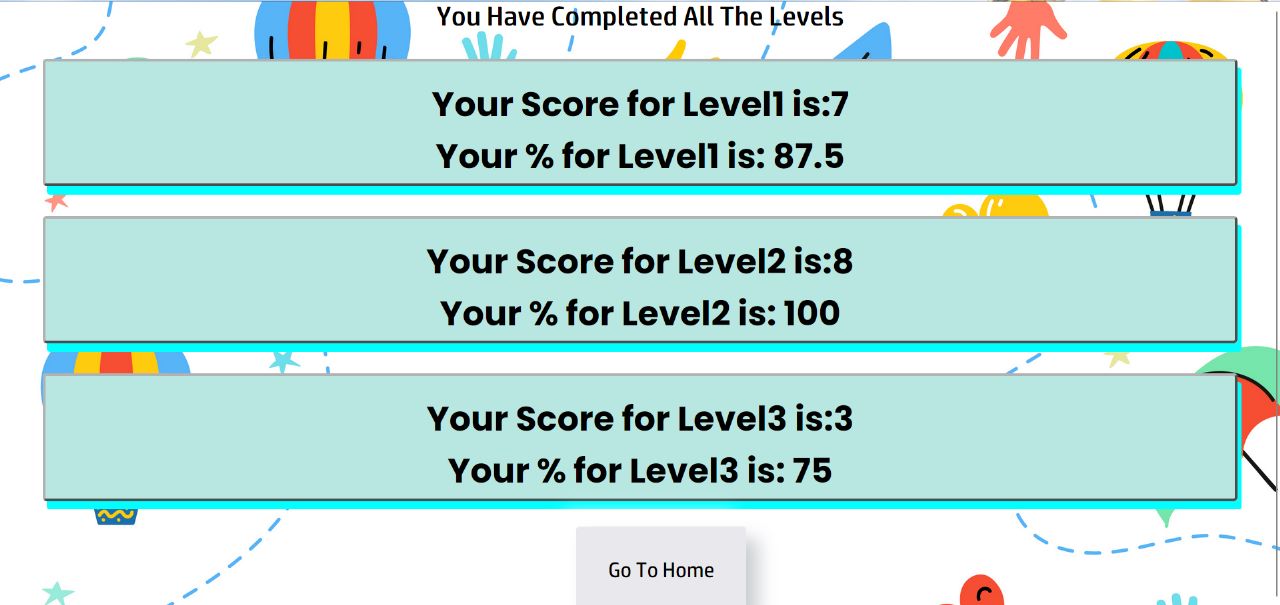 You Have Completed All The Levels
Your Score for Level1 is:7
Your % for Level1 is: 87.5
Your Score for Level2 is:8
Your % for Level2 is: 100
Your Score for Level3 is:3
Your % for Level3 is: 75
Go To Home